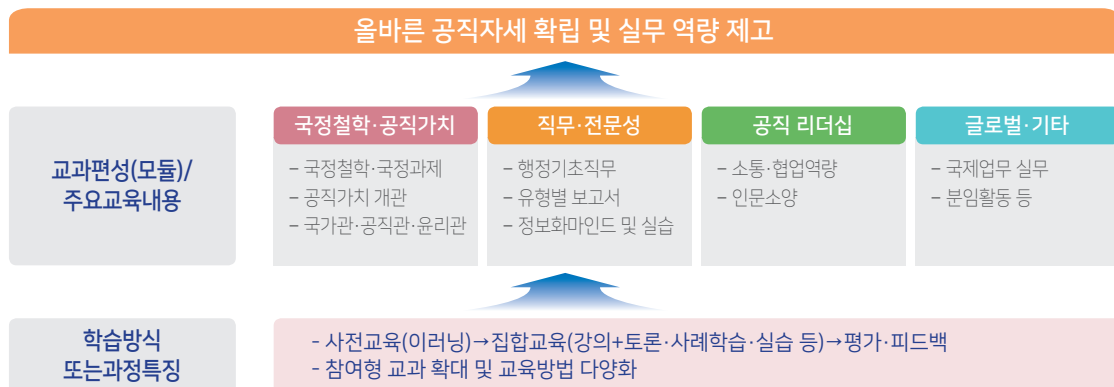 올바른 공직자세 확립 및 실무 역량 제고
교과편성(모듈)/
주요교육내용
국정철학·공직가치
– 국정철학·국정과제
– 공직가치 개관
– 국가관·공직관·윤리관
직무·전문성
– 행정기초직무
– 유형별 보고서
– 정보화마인드 및 실습
공직 리더십
– 소통·협업역량
– 인문소양
글로벌·기타
– 국제업무 실무
– 분임활동 등
학습방식
또는과정특징
- 사전교육(이러닝)→집합교육(강의+토론·사례학습·실습 등)→평가·피드백
- 참여형 교과 확대 및 교육방법 다양화